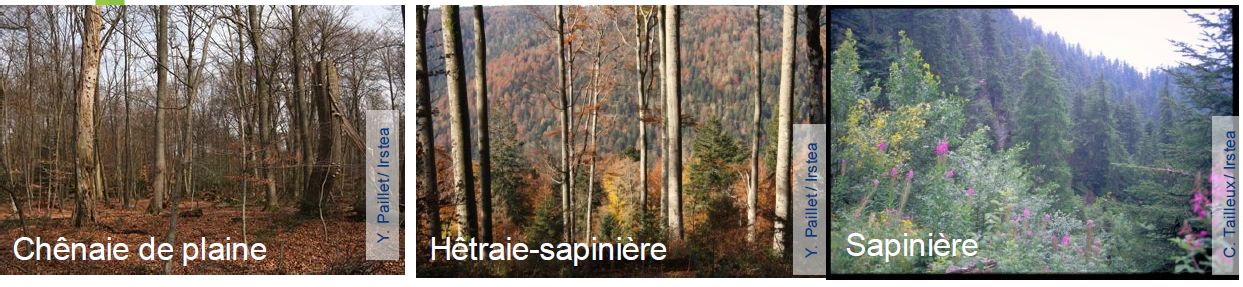 Chênaie de plaine
Y. Paillet/ Irstea
Hêtraie-sapinière
Y. Paillet/ Irstea
Sapinière
C. Tailleux/ Irstea